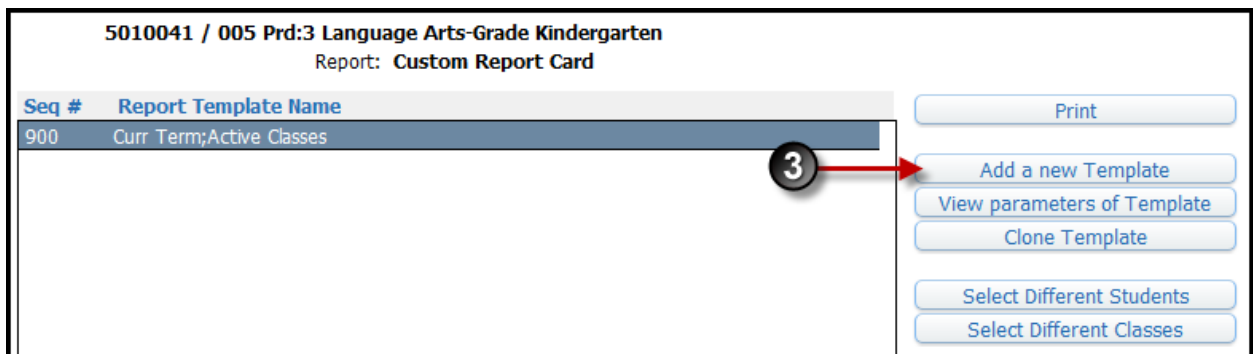 5010041 / 005 Prd:3 Language Arts-Grade Kindergarten
Report: Custom Report Card
Seq # Report Template Name
900 Curr Term;Active Classes
Print
3
Add a new Template
View parameters of Template
Clone Template
Select Different Students
Select Different Classes